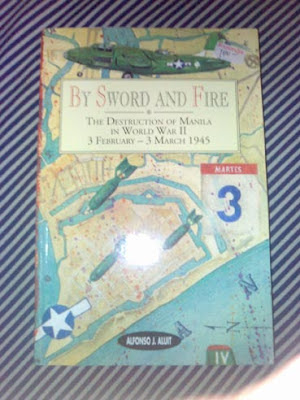 BY SWORD AND FIRE
THE DESTRUCTION OF MANILA
IN WORLD WAR II
3 FEBRUARY – 3 MARCH 1945
MARTES
3
ALFONSO J. ALUIT
IV